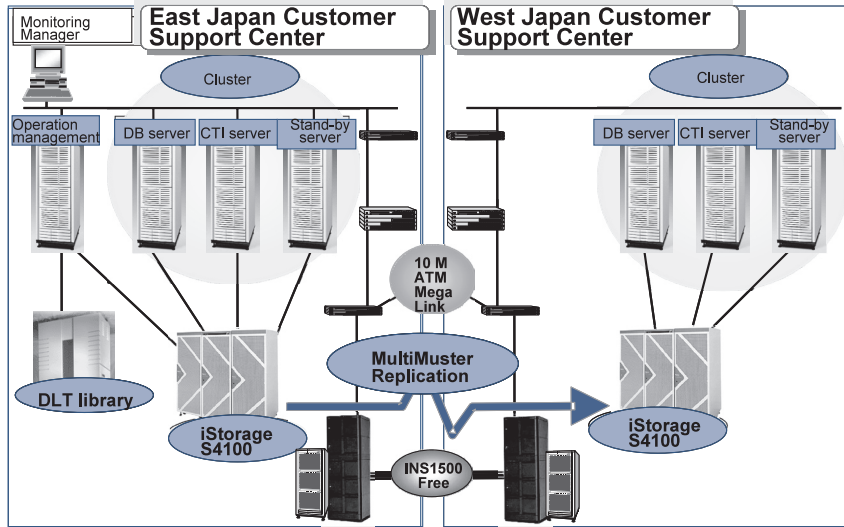 Monitoring
Manager
East Japan Customer
Support Center
West Japan Customer
Support Center
Cluster
Cluster
Operation
management
DB server
CTI server
Stand-by
server
DB server
CTI server
Stand-by
server
10 M
ATM
Mega
Link
MultiMuster
Replication
DLT library
iStorage
S4100
iStorage
S4100
INS1500
Free